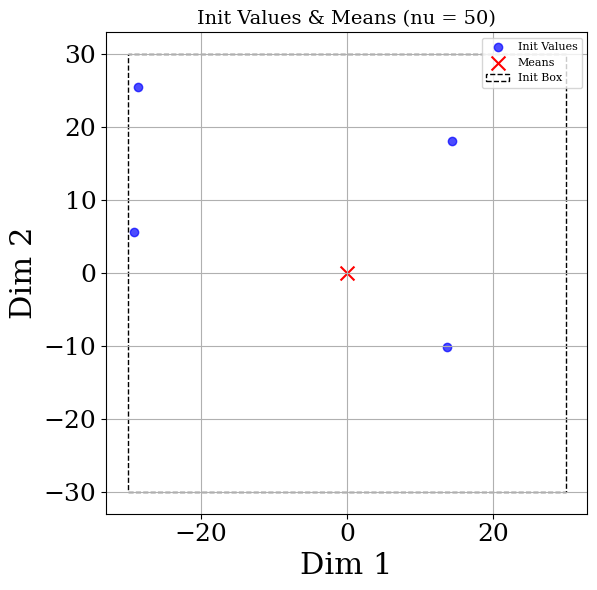 Init Values & Means (nu = 50)
Init Values
Means
Init Box
30
20
10
0
−10
−20
−30
Dim 2
−20
0
20
Dim 1